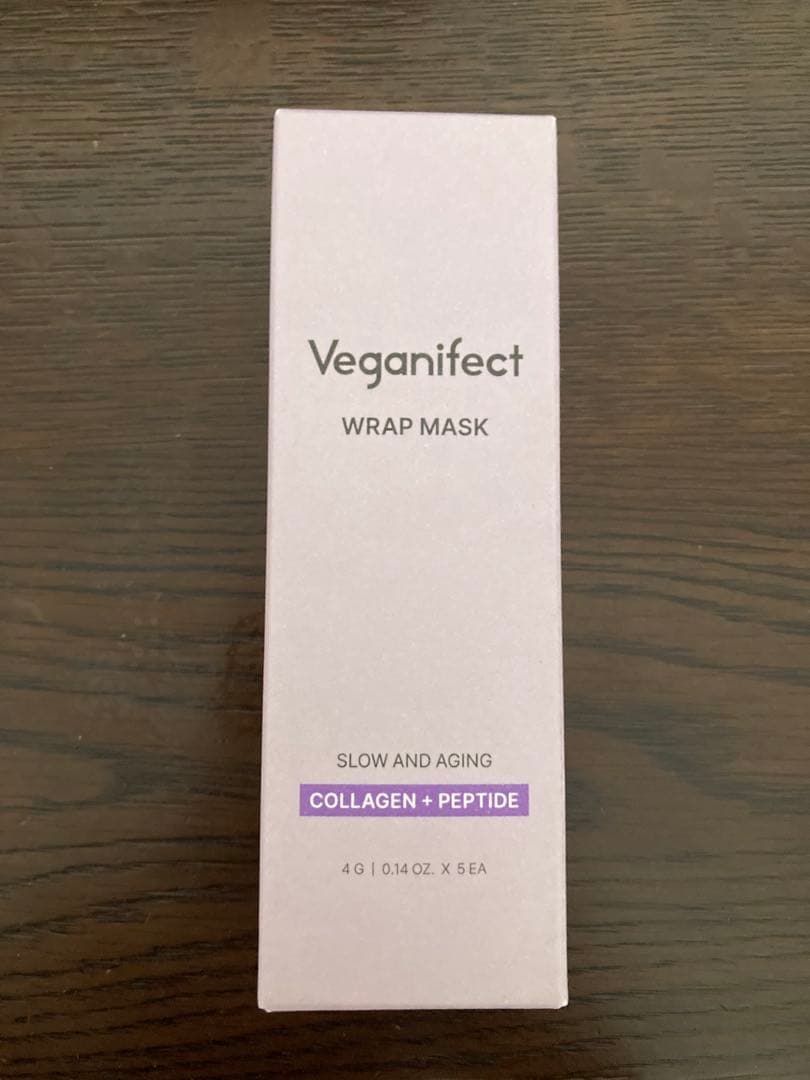 Veganifect
WRAP MASK
SLOW AND AGING
COLLAGEN + PEPTIDE
4 G | 0.14 OZ. X 5 EA